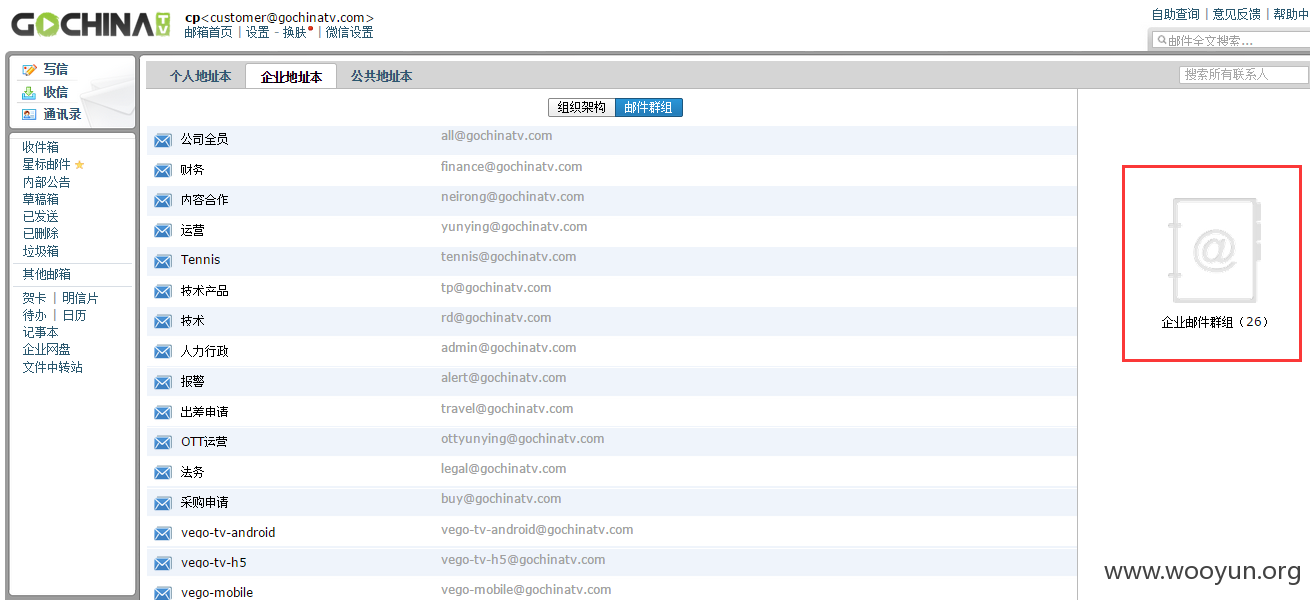 GOCHINA TV
cp<customer@gochinatv.com>
邮箱首页 | 设置 - 换肤 | 微信设置
自助查询 | 意见反馈 | 帮助中
邮件全文搜索...
写信
收信
通讯录
收件箱
星标邮件
内部公告
草稿箱
已发送
已删除
垃圾箱
其他邮箱
贺卡 | 明信片
待办 | 日历
记事本
企业网盘
文件中转站
个人地址本 企业地址本 公共地址本
搜索所有联系人
组织架构 邮件群组
公司全员 all@gochinatv.com
财务 finance@gochinatv.com
内容合作 neirong@gochinatv.com
运营 yunying@gochinatv.com
Tennis tennis@gochinatv.com
技术产品 tp@gochinatv.com
技术 rd@gochinatv.com
人力行政 admin@gochinatv.com
报警 alert@gochinatv.com
出差申请 travel@gochinatv.com
OTT运营 ottyunying@gochinatv.com
法务 legal@gochinatv.com
采购申请 buy@gochinatv.com
vego-tv-android vego-tv-android@gochinatv.com
vego-tv-h5 vego-tv-h5@gochinatv.com
vego-mobile vego-mobile@gochinatv.com
@
企业邮件群组（26）
www.wooyun.org